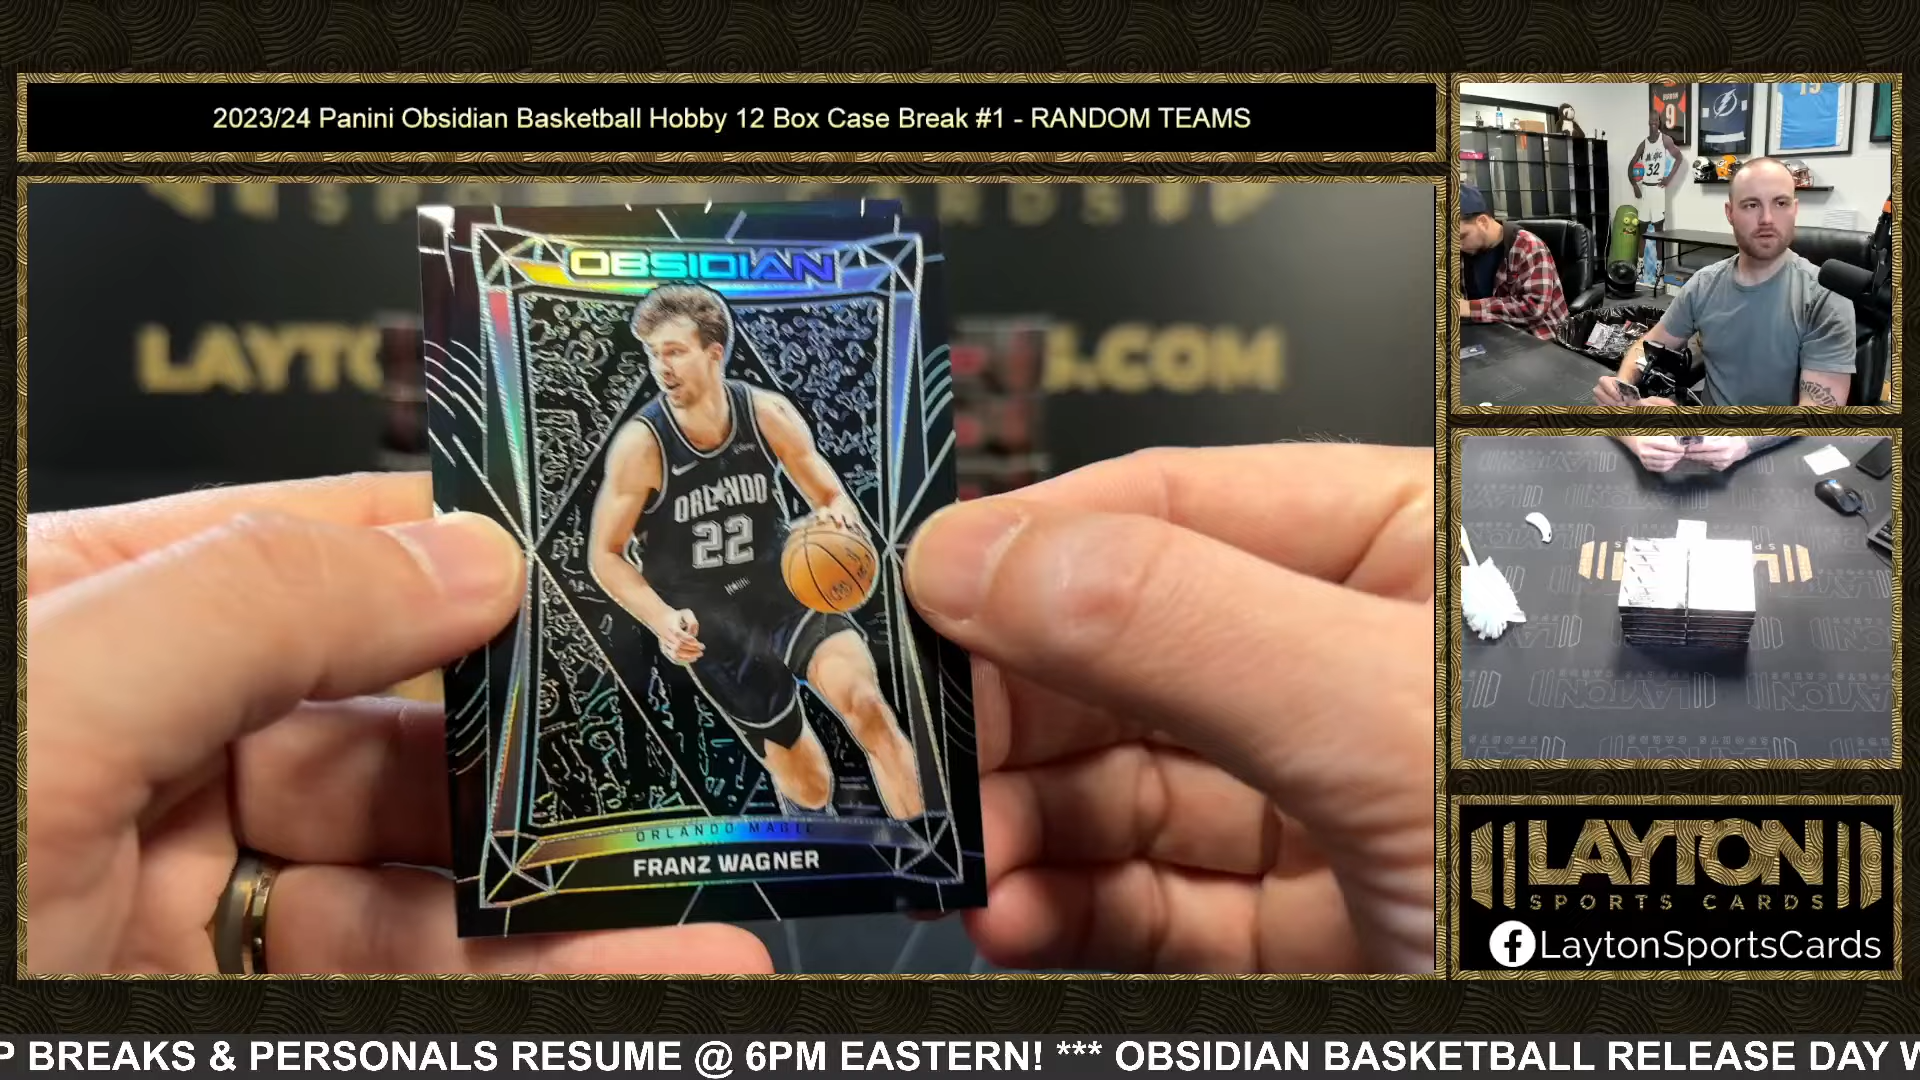 2023/24 Panini Obsidian Basketball Hobby 12 Box Case Break #1 - RANDOM TEAMS
OBSIDIAN
ORLANDO
22
ORLANDO MAGIC
FRANZ WAGNER
32
LAYTON
SPORTS CARDS
LaytonSportsCards
P BREAKS & PERSONALS RESUME @ 6PM EASTERN! *** OBSIDIAN BASKETBALL RELEASE DAY W